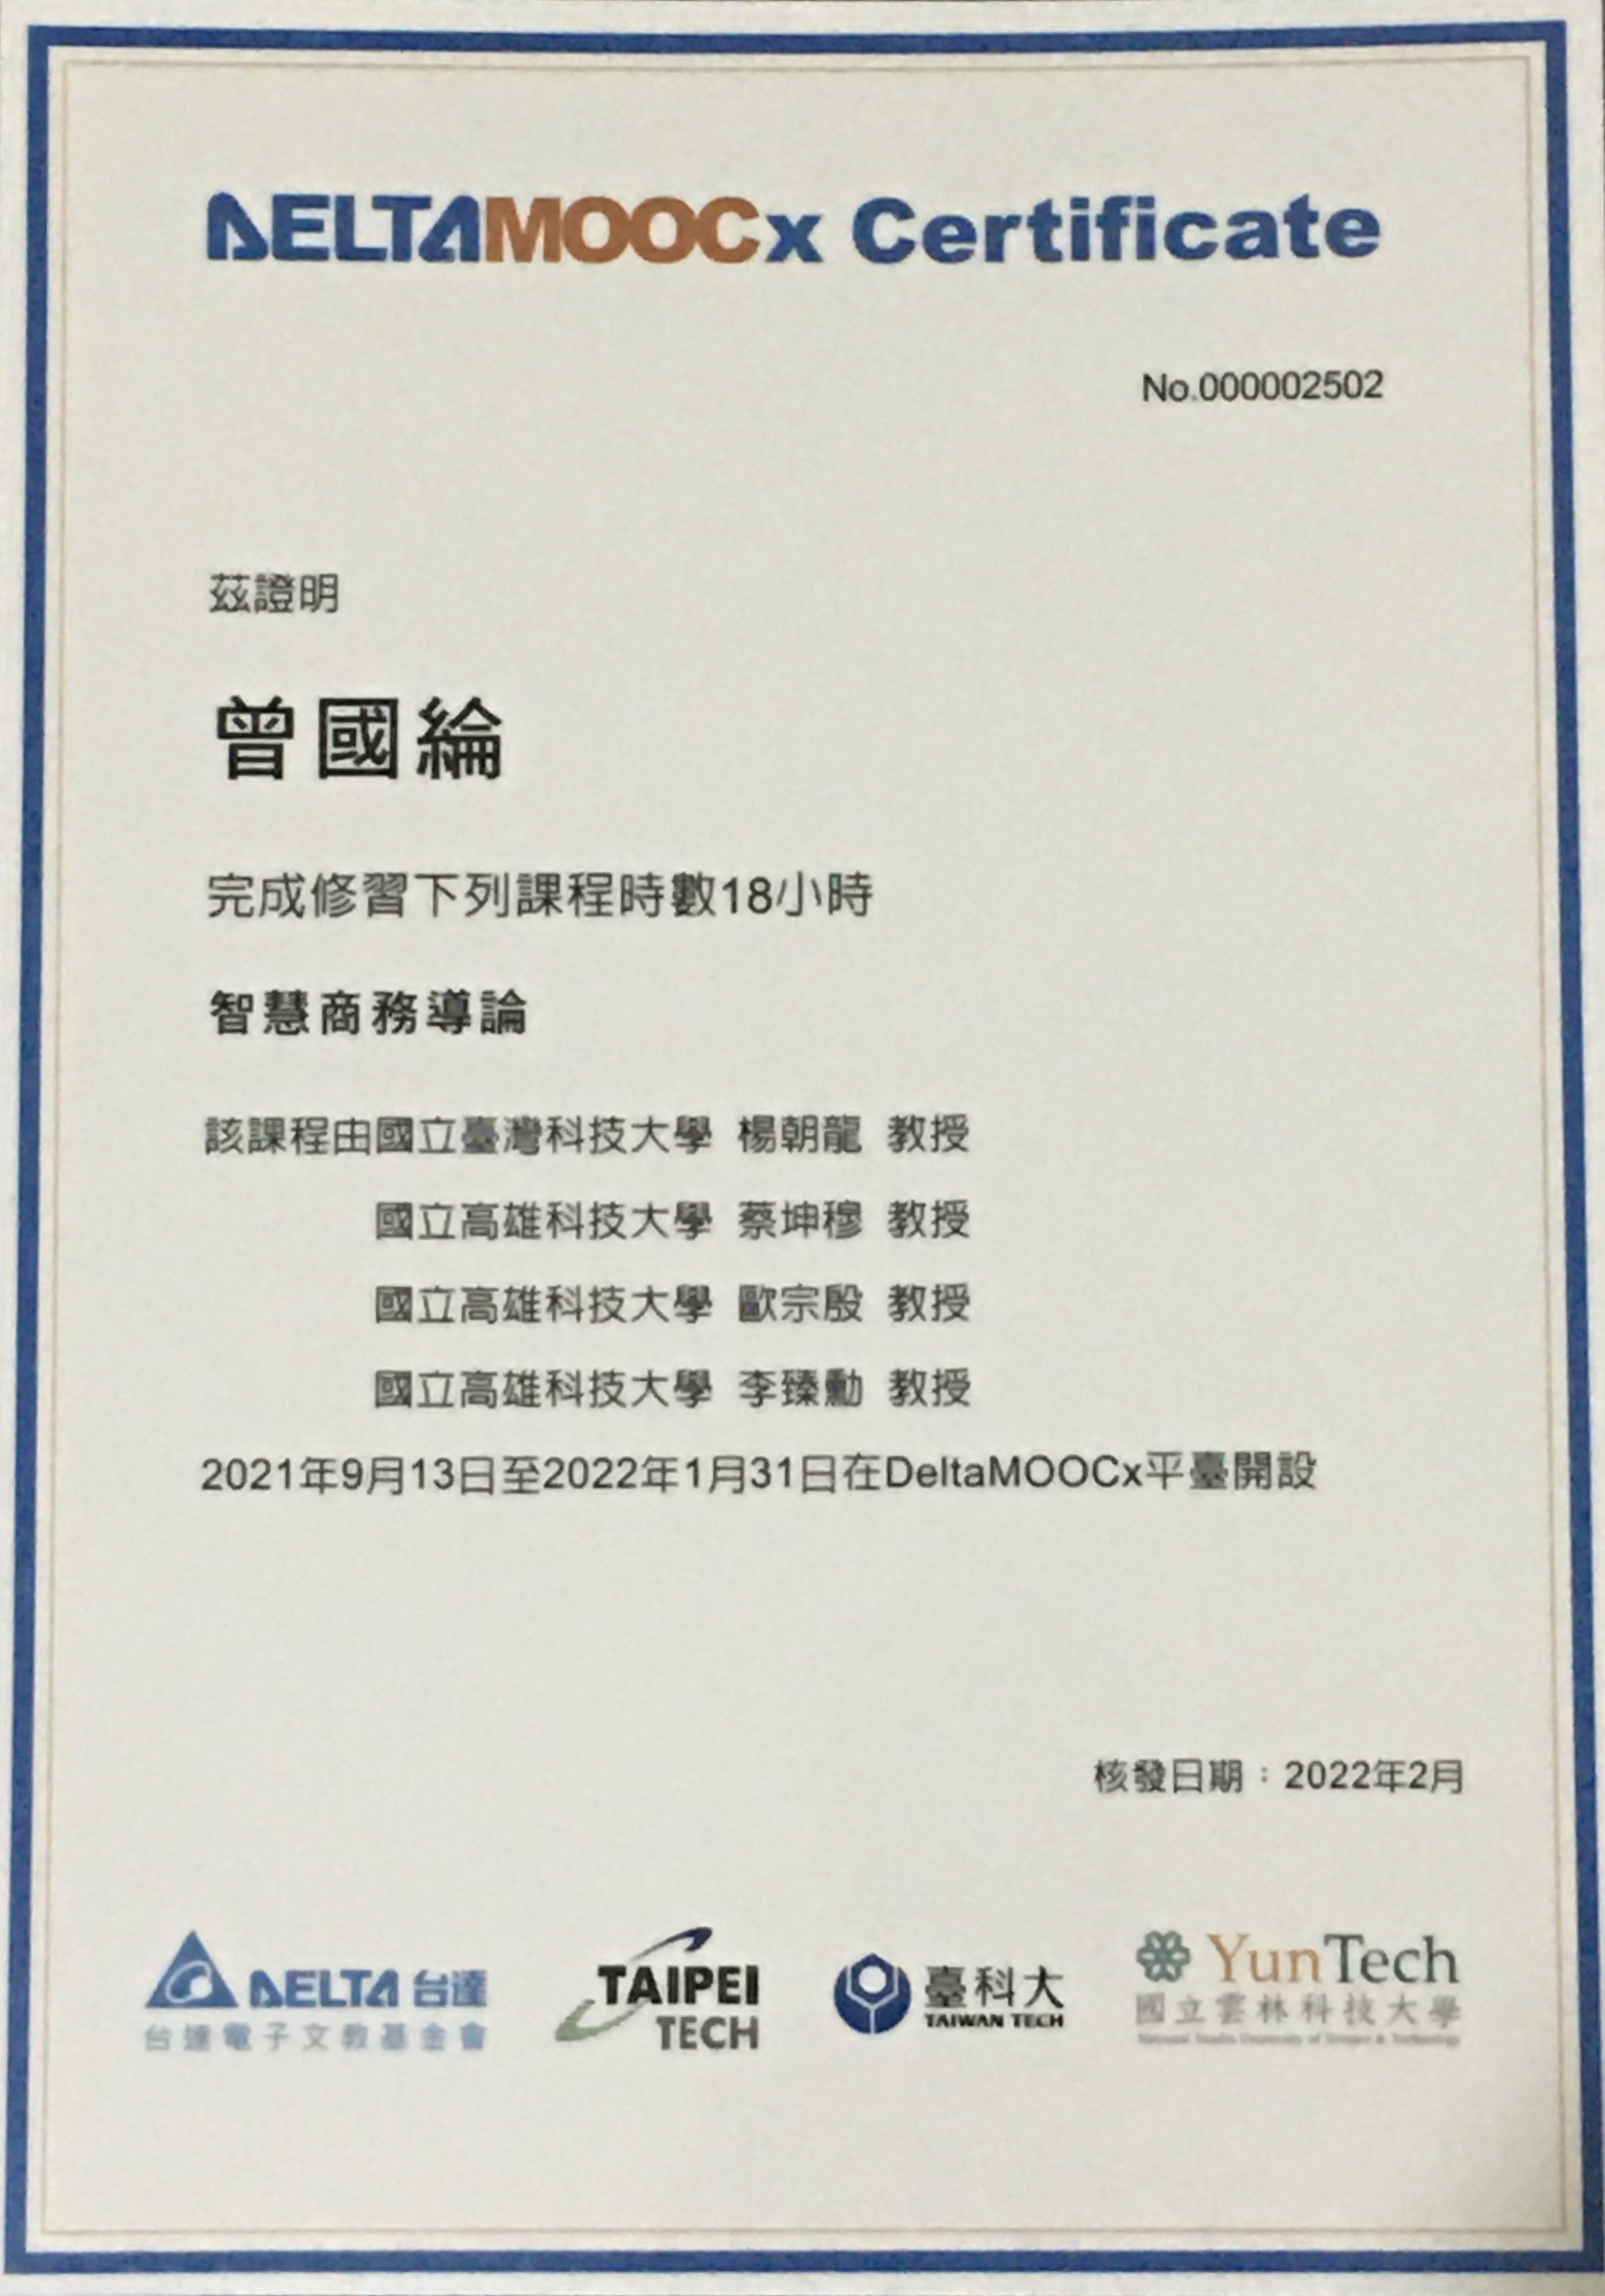 DELTAMOOCx Certificate
No.000002502
茲證明
曾國綸
完成修習下列課程時數18小時
智慧商務導論
該課程由國立臺灣科技大學 楊朝龍 教授
國立高雄科技大學 蔡坤穆 教授
國立高雄科技大學 歐宗殷 教授
國立高雄科技大學 李臻勳 教授
2021年9月13日至2022年1月31日在DeltaMOOCx平臺開設
核發日期：2022年2月
DELTA 台達
台達電子文教基金會
TAIPEI
TECH
臺科大
TAIWAN TECH
YunTech
國立雲林科技大學
National Yunlin University of Science & Technology